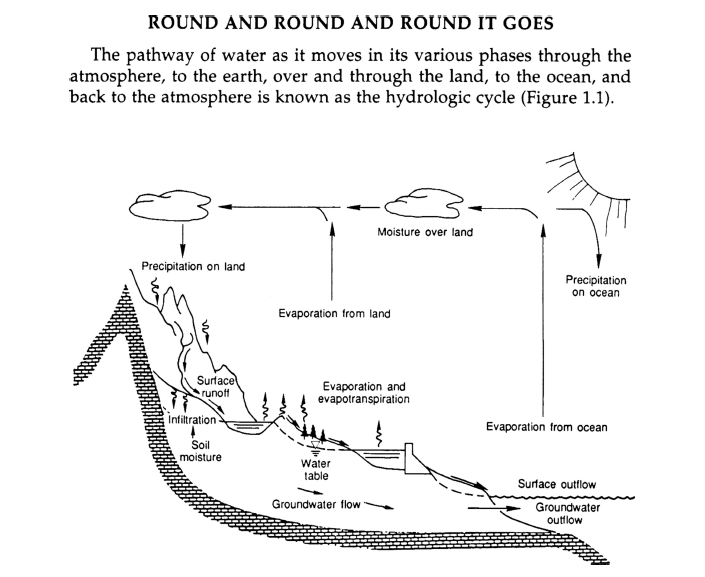 ROUND AND ROUND AND ROUND IT GOES
The pathway of water as it moves in its various phases through the
atmosphere, to the earth, over and through the land, to the ocean, and
back to the atmosphere is known as the hydrologic cycle (Figure 1.1).
Moisture over land
Precipitation on land
Precipitation
on ocean
Evaporation from land
Surface
runoff
Evaporation and
evapotranspiration
Infiltration
Evaporation from ocean
Soil
moisture
Water
table
Surface outflow
Groundwater flow
Groundwater
outflow